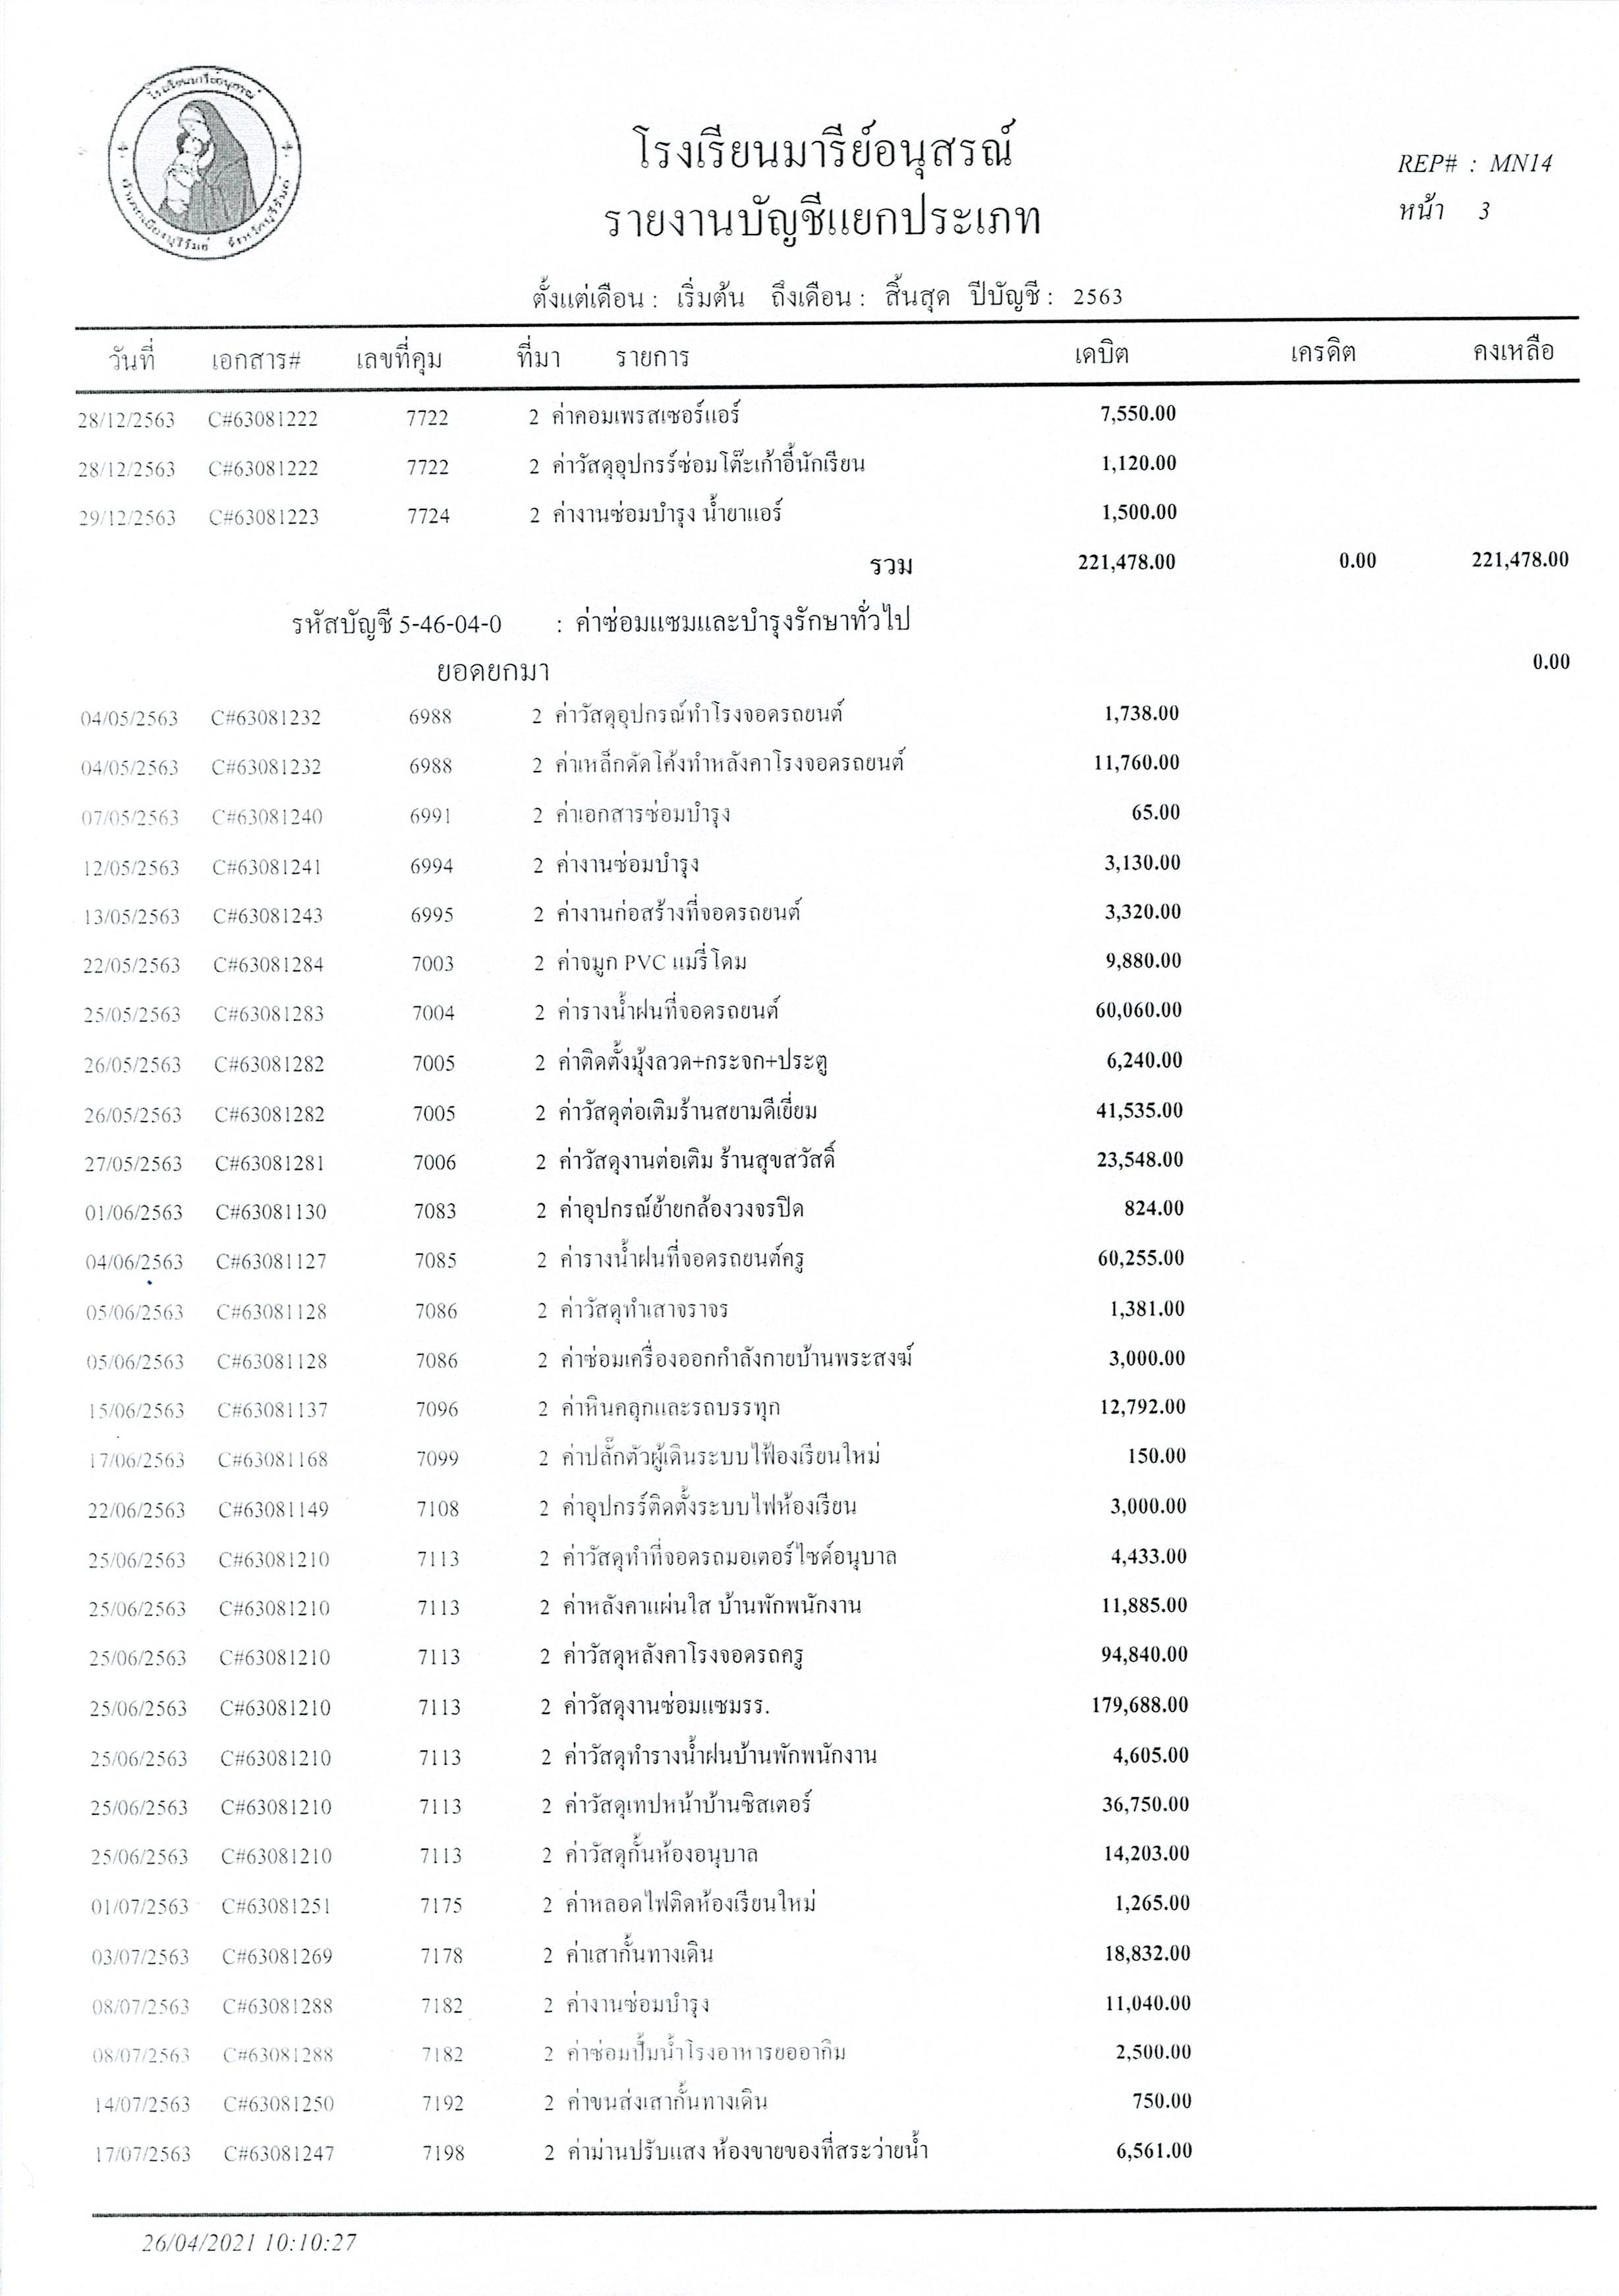 โรงเรียนมารีย์อนุสรณ์
อำเภอเมืองบุรีรัมย์ จังหวัดบุรีรัมย์
โรงเรียนมารีย์อนุสรณ์
รายงานบัญชีแยกประเภท
REP# : MN14
หน้า 3
ตั้งแต่เดือน : เริ่มต้น ถึงเดือน : สิ้นสุด ปีบัญชี : 2563
วันที่ เอกสาร# เลขที่คุม ที่มา รายการ เดบิต เครดิต คงเหลือ
28/12/2563 C#63081222 7722 2 ค่าคอมเพรสเซอร์แอร์ 7,550.00
28/12/2563 C#63081222 7722 2 ค่าวัสดุอุปกรร์ซ่อมโต๊ะเก้าอี้นักเรียน 1,120.00
29/12/2563 C#63081223 7724 2 ค่างานซ่อมบำรุง น้ำยาแอร์ 1,500.00
รวม 221,478.00 0.00 221,478.00
รหัสบัญชี 5-46-04-0 : ค่าซ่อมแซมและบำรุงรักษาทั่วไป
ยอดยกมา 0.00
04/05/2563 C#63081232 6988 2 ค่าวัสดุอุปกรณ์ทำโรงจอดรถยนต์ 1,738.00
04/05/2563 C#63081232 6988 2 ค่าเหล็กดัดโค้งทำหลังคาโรงจอดรถยนต์ 11,760.00
07/05/2563 C#63081240 6991 2 ค่าเอกสารซ่อมบำรุง 65.00
12/05/2563 C#63081241 6994 2 ค่างานซ่อมบำรุง 3,130.00
13/05/2563 C#63081243 6995 2 ค่างานก่อสร้างที่จอดรถยนต์ 3,320.00
22/05/2563 C#63081284 7003 2 ค่าจมูก PVC แมรี่โดม 9,880.00
25/05/2563 C#63081283 7004 2 ค่ารางน้ำฝนที่จอดรถยนต์ 60,060.00
26/05/2563 C#63081282 7005 2 ค่าติดตั้งมุ้งลวด+กระจก+ประตู 6,240.00
26/05/2563 C#63081282 7005 2 ค่าวัสดุต่อเติมร้านสยามดีเยี่ยม 41,535.00
27/05/2563 C#63081281 7006 2 ค่าวัสดุงานต่อเติม ร้านสุขสวัสดิ์ 23,548.00
01/06/2563 C#63081130 7083 2 ค่าอุปกรณ์ย้ายกล้องวงจรปิด 824.00
04/06/2563 C#63081127 7085 2 ค่ารางน้ำฝนที่จอดรถยนต์ครู 60,255.00
05/06/2563 C#63081128 7086 2 ค่าวัสดุทำเสาจราจร 1,381.00
05/06/2563 C#63081128 7086 2 ค่าซ่อมเครื่องออกกำลังกายบ้านพระสงฆ์ 3,000.00
15/06/2563 C#63081137 7096 2 ค่าหินคลุกและรถบรรทุก 12,792.00
17/06/2563 C#63081168 7099 2 ค่าปลั๊กตัวผู้เดินระบบไฟ้องเรียนใหม่ 150.00
22/06/2563 C#63081149 7108 2 ค่าอุปกรร์ติดตั้งระบบไฟห้องเรียน 3,000.00
25/06/2563 C#63081210 7113 2 ค่าวัสดุทำที่จอดรถมอเตอร์ไซค์อนุบาล 4,433.00
25/06/2563 C#63081210 7113 2 ค่าหลังคาแผ่นใส บ้านพักพนักงาน 11,885.00
25/06/2563 C#63081210 7113 2 ค่าวัสดุหลังคาโรงจอดรถครู 94,840.00
25/06/2563 C#63081210 7113 2 ค่าวัสดุงานซ่อมแซมรร. 179,688.00
25/06/2563 C#63081210 7113 2 ค่าวัสดุทำรางน้ำฝนบ้านพักพนักงาน 4,605.00
25/06/2563 C#63081210 7113 2 ค่าวัสดุเทปหน้าบ้านซิสเตอร์ 36,750.00
25/06/2563 C#63081210 7113 2 ค่าวัสดุกั้นห้องอนุบาล 14,203.00
01/07/2563 C#63081251 7175 2 ค่าหลอดไฟติดห้องเรียนใหม่ 1,265.00
03/07/2563 C#63081269 7178 2 ค่าเสากั้นทางเดิน 18,832.00
08/07/2563 C#63081288 7182 2 ค่างานซ่อมบำรุง 11,040.00
08/07/2563 C#63081288 7182 2 ค่าซ่อมปั้มน้ำโรงอาหารยออากิม 2,500.00
14/07/2563 C#63081250 7192 2 ค่าขนส่งเสากั้นทางเดิน 750.00
17/07/2563 C#63081247 7198 2 ค่าม่านปรับแสง ห้องขายของที่สระว่ายน้ำ 6,561.00
26/04/2021 10:10:27